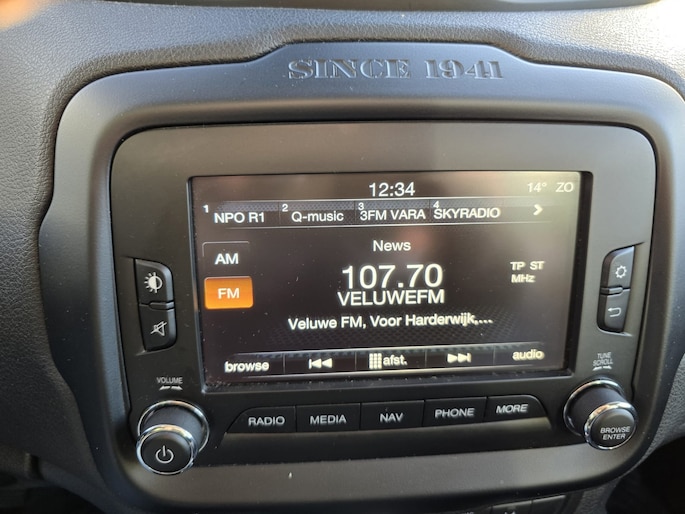 SINCE 1941
12:34 14° ZO
1 NPO R1 2 Q-music 3 3FM VARA 4 SKYRADIO >
AM
News
107.70 TP ST
MHz
FM
VELUWEFM
Veluwe FM, Voor Harderwijk,...
browse afst. audio
VOLUME
TUNE
SCROLL
RADIO MEDIA NAV PHONE MORE
BROWSE
ENTER